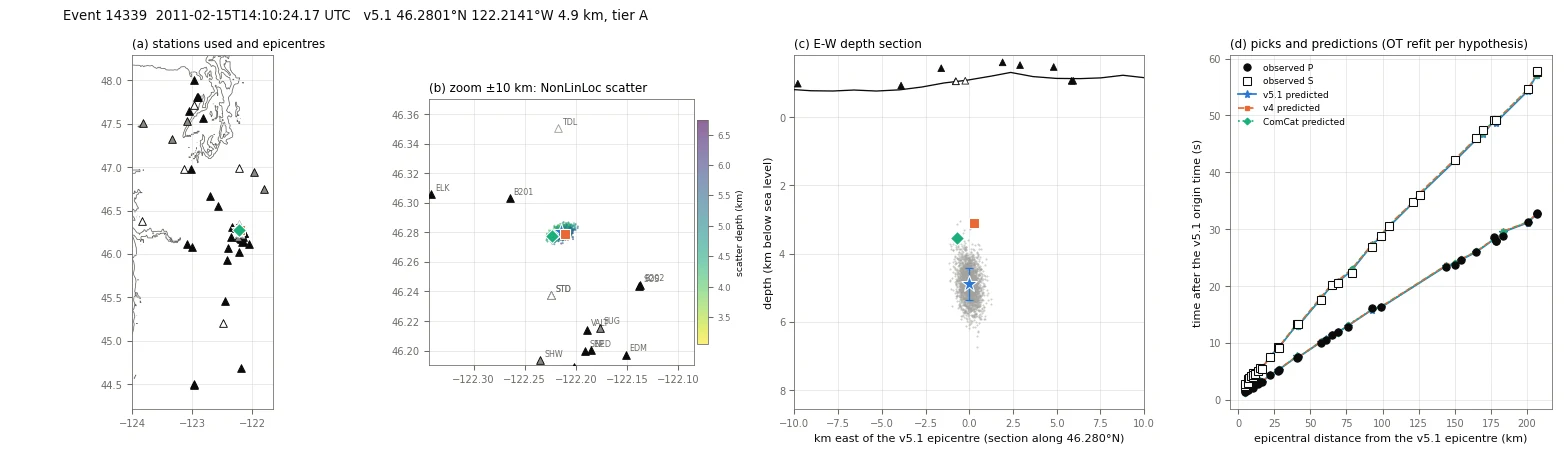 Event 14339  2011-02-15T14:10:24.17 UTC   v5.1 46.2801°N 122.2141°W 4.9 km, tier A
(a) stations used and epicentres
48.0
47.5
47.0
46.5
46.0
45.5
45.0
44.5
−124
−123
−122
(b) zoom ±10 km: NonLinLoc scatter
46.36
46.34
46.32
46.30
46.28
46.26
46.24
46.22
46.20
−122.30
−122.25
−122.20
−122.15
−122.10
TDL
ELK
B201
STD
B202
SUG
EDM
SHW
6.5
6.0
5.5
5.0
4.5
4.0
3.5
scatter depth (km)
(c) E-W depth section
0
2
4
6
8
depth (km below sea level)
−10.0
−7.5
−5.0
−2.5
0.0
2.5
5.0
7.5
10.0
km east of the v5.1 epicentre (section along 46.280°N)
(d) picks and predictions (OT refit per hypothesis)
observed P
observed S
v5.1 predicted
v4 predicted
ComCat predicted
60
50
40
30
20
10
0
time after the v5.1 origin time (s)
0
25
50
75
100
125
150
175
200
epicentral distance from the v5.1 epicentre (km)